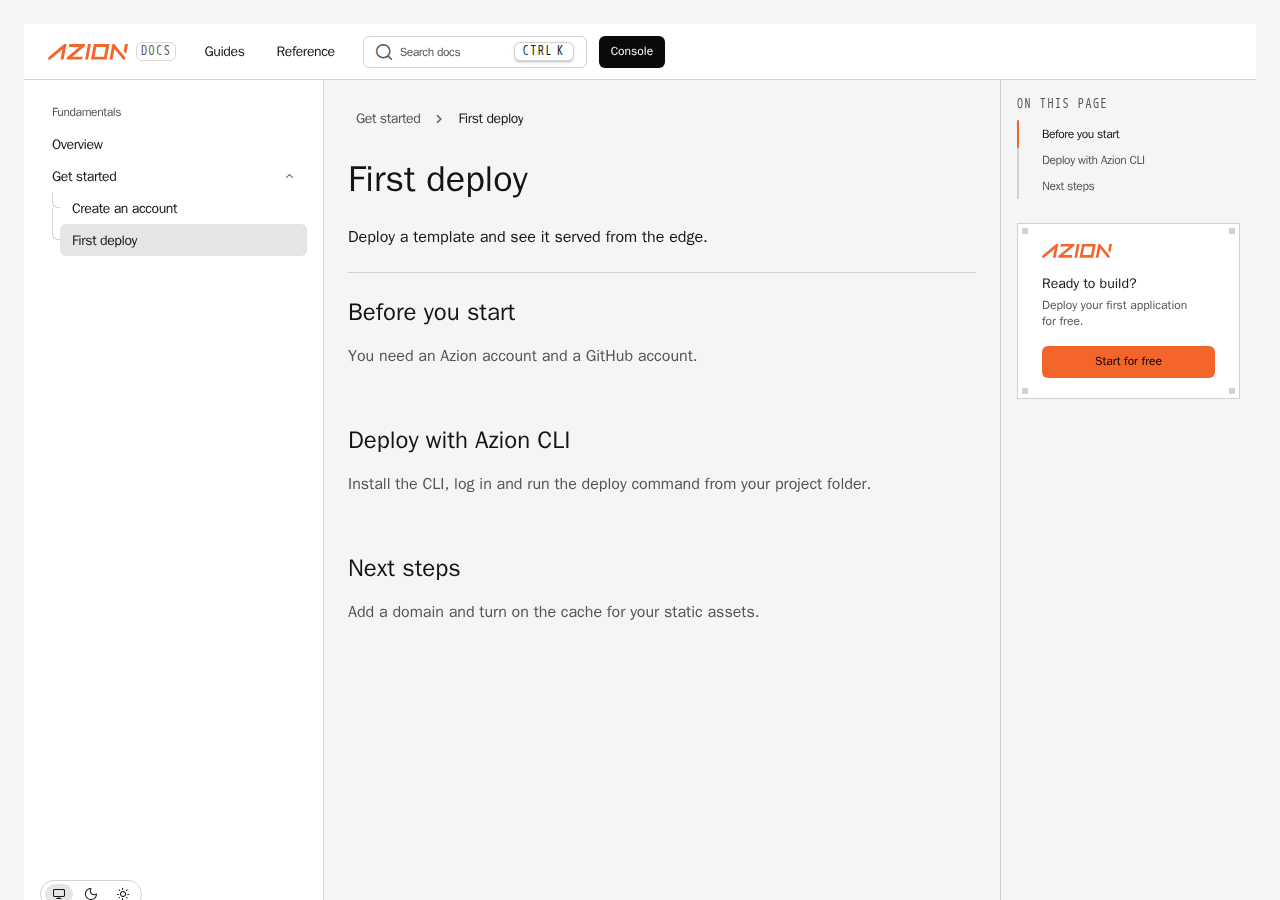 AZION DOCS Guides Reference Search docs CTRL K Console
Fundamentals
Overview
Get started
Create an account
First deploy
Get started First deploy
First deploy
Deploy a template and see it served from the edge.
Before you start
You need an Azion account and a GitHub account.
Deploy with Azion CLI
Install the CLI, log in and run the deploy command from your project folder.
Next steps
Add a domain and turn on the cache for your static assets.
ON THIS PAGE
Before you start
Deploy with Azion CLI
Next steps
AZION
Ready to build?
Deploy your first application
for free.
Start for free